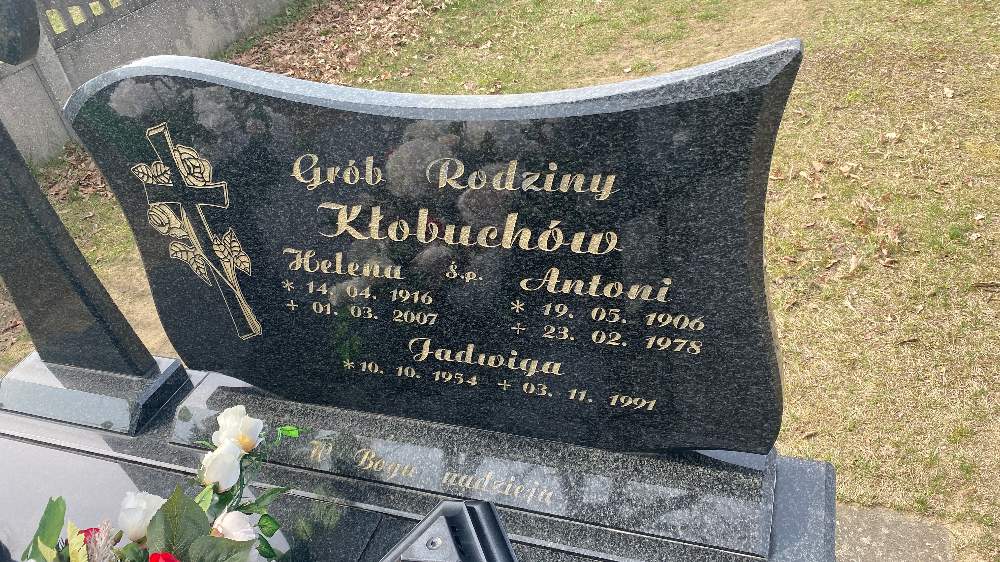 Grób Rodziny
Kłobuchów
Helena ś.p. Antoni
* 14. 04. 1916 * 19. 05. 1906
+ 01. 03. 2007 + 23. 02. 1978
Jadwiga
* 10. 10. 1954 + 03. 11. 1991
W Bogu nadzieja